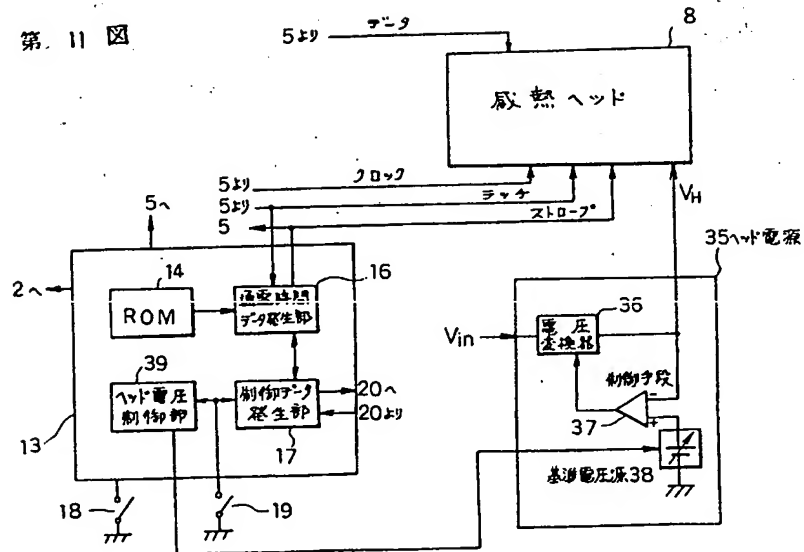 第 11 図
5より データ
8
感熱ヘッド
5より クロック
5より ラッチ
5 ストローブ
VH
5へ
2へ
14
ROM
16
通電時間
データ発生部
39
ヘッド電圧
制御部
制御データ
発生部
17
20へ
20より
13
18
19
35ヘッド電源
Vin
36
電圧
変換器
制御手段
37
-
+
基準電圧源38